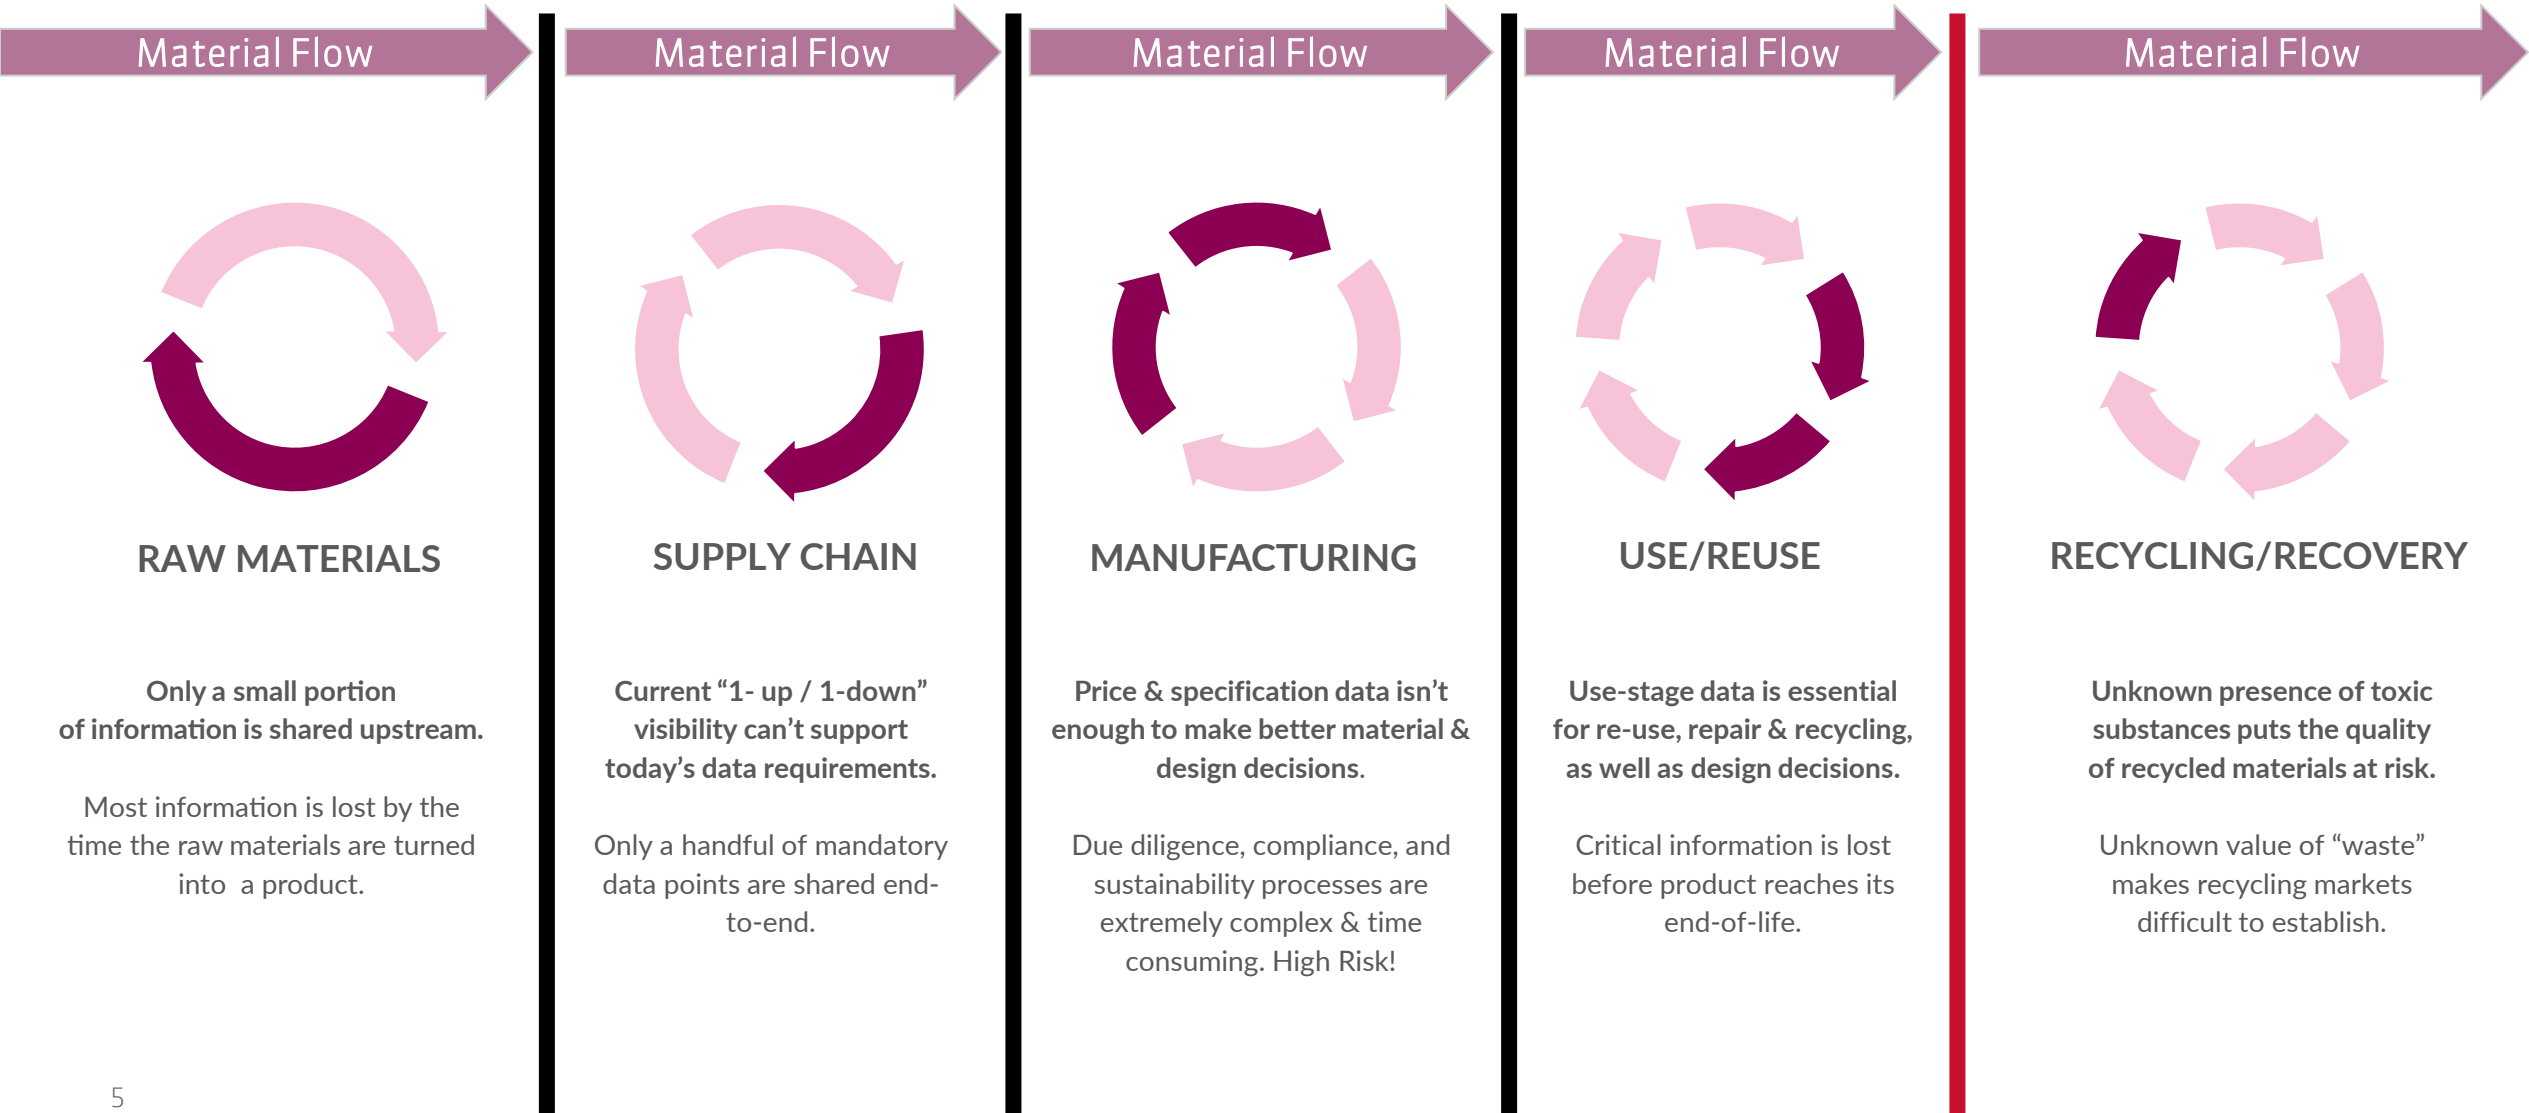 Material Flow
Material Flow
Material Flow
Material Flow
Material Flow
RAW MATERIALS
Only a small portion
of information is shared upstream.
Most information is lost by the
time the raw materials are turned
into  a product.
SUPPLY CHAIN
Current “1- up / 1-down”
visibility can’t support
today’s data requirements.
Only a handful of mandatory
data points are shared end-
to-end.
MANUFACTURING
Price & specification data isn’t
enough to make better material &
design decisions.
Due diligence, compliance, and
sustainability processes are
extremely complex & time
consuming. High Risk!
USE/REUSE
Use-stage data is essential
for re-use, repair & recycling,
as well as design decisions.
Critical information is lost
before product reaches its
end-of-life.
RECYCLING/RECOVERY
Unknown presence of toxic
substances puts the quality
of recycled materials at risk.
Unknown value of “waste”
makes recycling markets
difficult to establish.
5